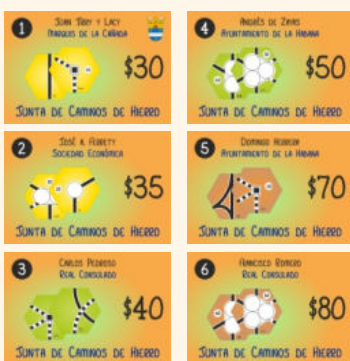 1
Juan Tirry y Lacy
Marqués de la Cañada
$30
Junta de Caminos de Hierro
2
José A. Ferrety
Sociedad Económica
$35
Junta de Caminos de Hierro
3
Carlos Pedroso
Real Consulado
$40
Junta de Caminos de Hierro
4
Andrés de Zayas
Ayuntamiento de la Habana
$50
Junta de Caminos de Hierro
5
Domingo Herrera
Ayuntamiento de la Habana
$70
Junta de Caminos de Hierro
6
Francisco Romero
Real Consulado
$80
Junta de Caminos de Hierro